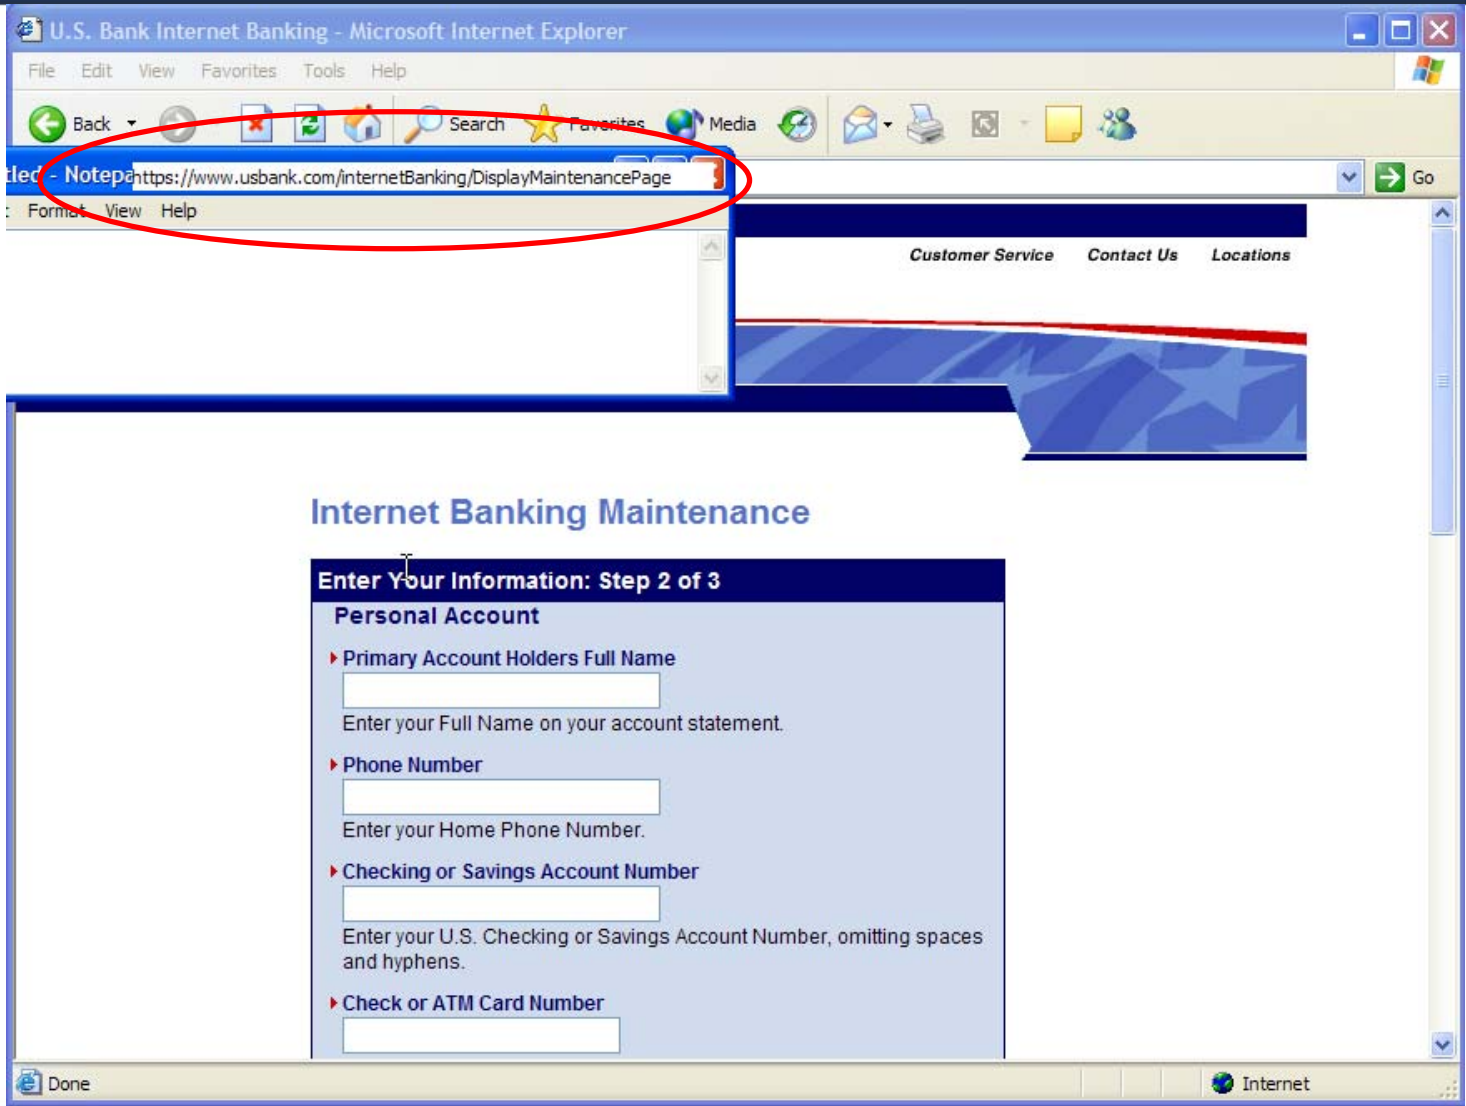 U.S. Bank Internet Banking - Microsoft Internet Explorer
File Edit View Favorites Tools Help
Back Search Favorites Media
tled - Notepa https://www.usbank.com/internetBanking/DisplayMaintenancePage Go
Format View Help
Customer Service Contact Us Locations
Internet Banking Maintenance
Enter Your Information: Step 2 of 3
Personal Account
Primary Account Holders Full Name
Enter your Full Name on your account statement.
Phone Number
Enter your Home Phone Number.
Checking or Savings Account Number
Enter your U.S. Checking or Savings Account Number, omitting spaces
and hyphens.
Check or ATM Card Number
Done Internet